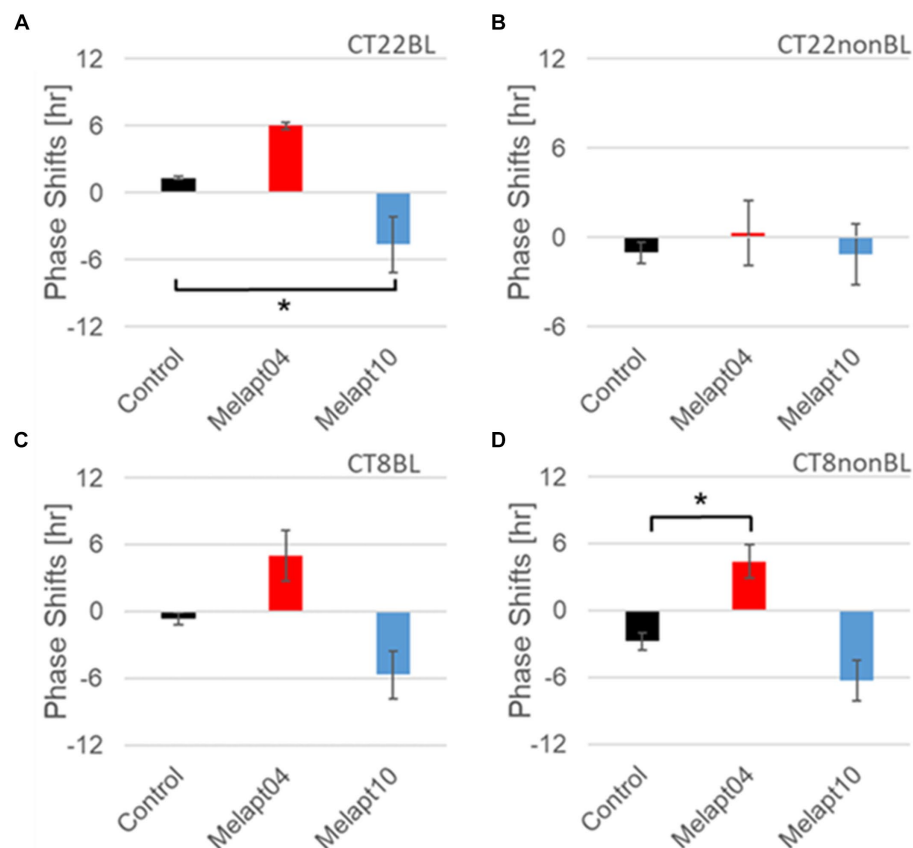 A
CT22BL
Phase Shifts [hr]
12
6
0
-6
-12
*
Control
Melapt04
Melapt10
B
CT22nonBL
Phase Shifts [hr]
12
6
0
-6
Control
Melapt04
Melapt10
C
CT8BL
Phase Shifts [hr]
12
6
0
-6
-12
Control
Melapt04
Melapt10
D
CT8nonBL
Phase Shifts [hr]
12
6
0
-6
-12
*
Control
Melapt04
Melapt10